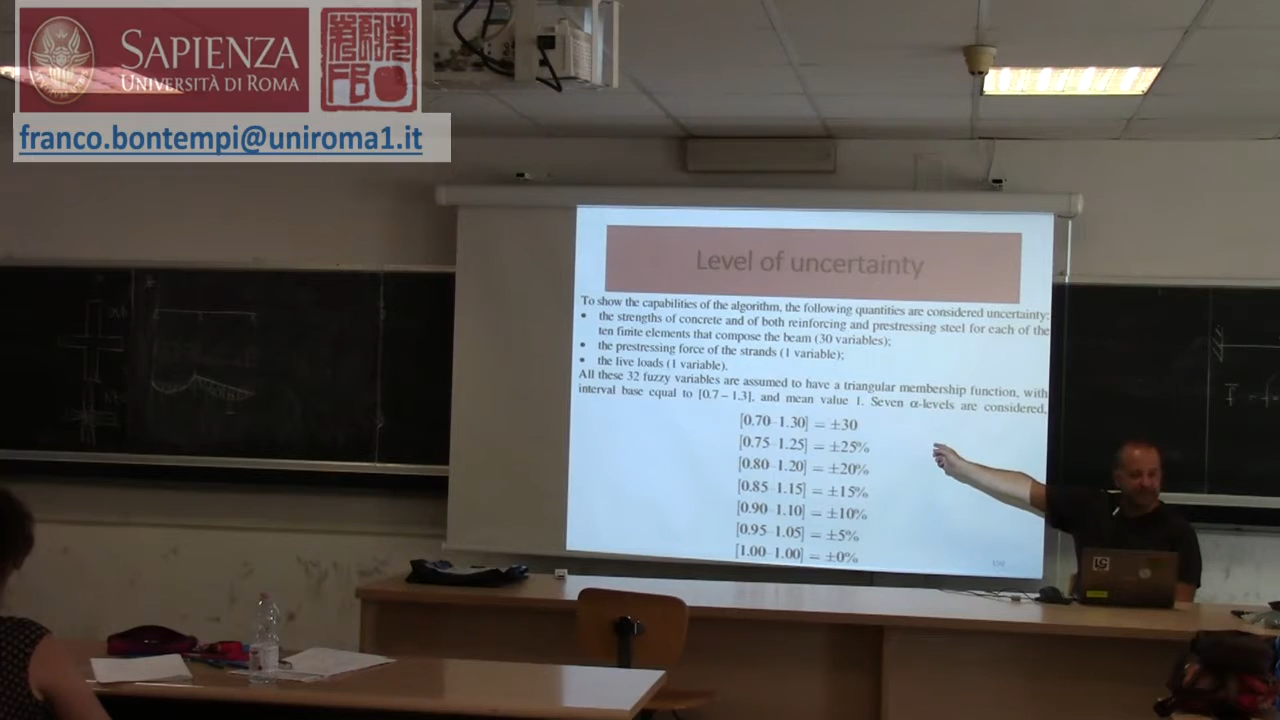 SAPIENZA
UNIVERSITÀ DI ROMA
FBO
franco.bontempi@uniroma1.it
Level of uncertainty
To show the capabilities of the algorithm, the following quantities are considered uncertainty:
• the strengths of concrete and of both reinforcing and prestressing steel for each of the
ten finite elements that compose the beam (30 variables);
• the prestressing force of the strands (1 variable);
• the live loads (1 variable).
All these 32 fuzzy variables are assumed to have a triangular membership function, with
interval base equal to [0.7 – 1.3], and mean value 1. Seven α-levels are considered,
[0.70–1.30] = ±30
[0.75–1.25] = ±25%
[0.80–1.20] = ±20%
[0.85–1.15] = ±15%
[0.90–1.10] = ±10%
[0.95–1.05] = ±5%
[1.00–1.00] = ±0%